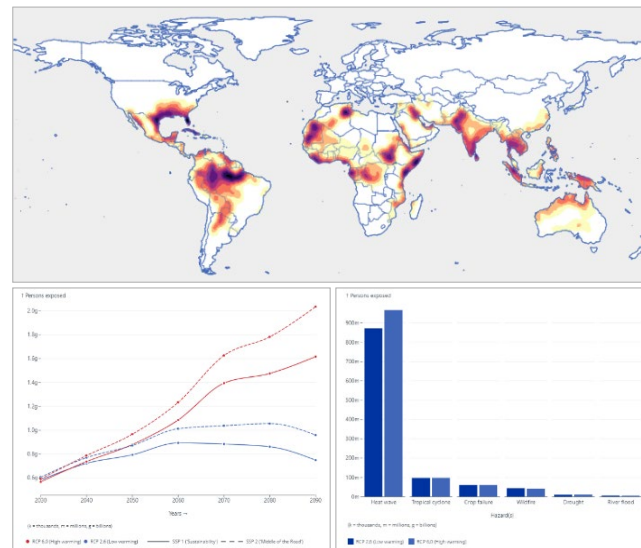 ↑ Persons exposed
2.0g
1.8g
1.6g
1.4g
1.2g
1.0g
0.8g
0.6g
2030 2040 2050 2060 2070 2080 2090
Years →
(k = thousands, m = millions, g = billions)
RCP 6.0 (High warming) RCP 2.6 (Low warming) SSP 1 ('Sustainability') SSP 2 ('Middle of the Road')
↑ Persons exposed
900m
800m
700m
600m
500m
400m
300m
200m
100m
0m
Heat wave Tropical cyclone Crop failure Wildfire Drought River flood
Hazard(s)
(k = thousands, m = millions, g = billions)
RCP 2.6 (Low warming) RCP 6.0 (High warming)